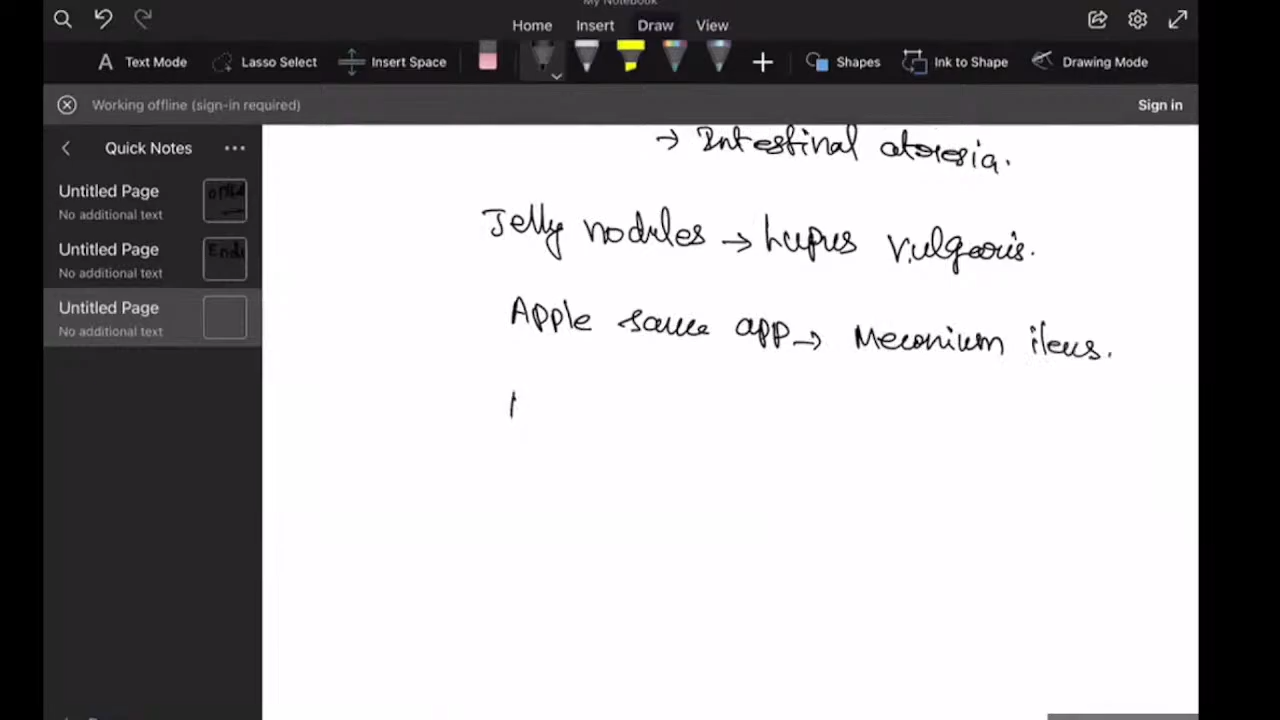 My Notebook
Home Insert Draw View
Text Mode Lasso Select Insert Space Shapes Ink to Shape Drawing Mode
Working offline (sign-in required) Sign in
Quick Notes
Untitled Page
No additional text
Untitled Page
No additional text
Untitled Page
No additional text
→ Intestinal atresia.
Jelly nodules → Lupus vulgaris.
Apple sauce app → Meconium ileus.